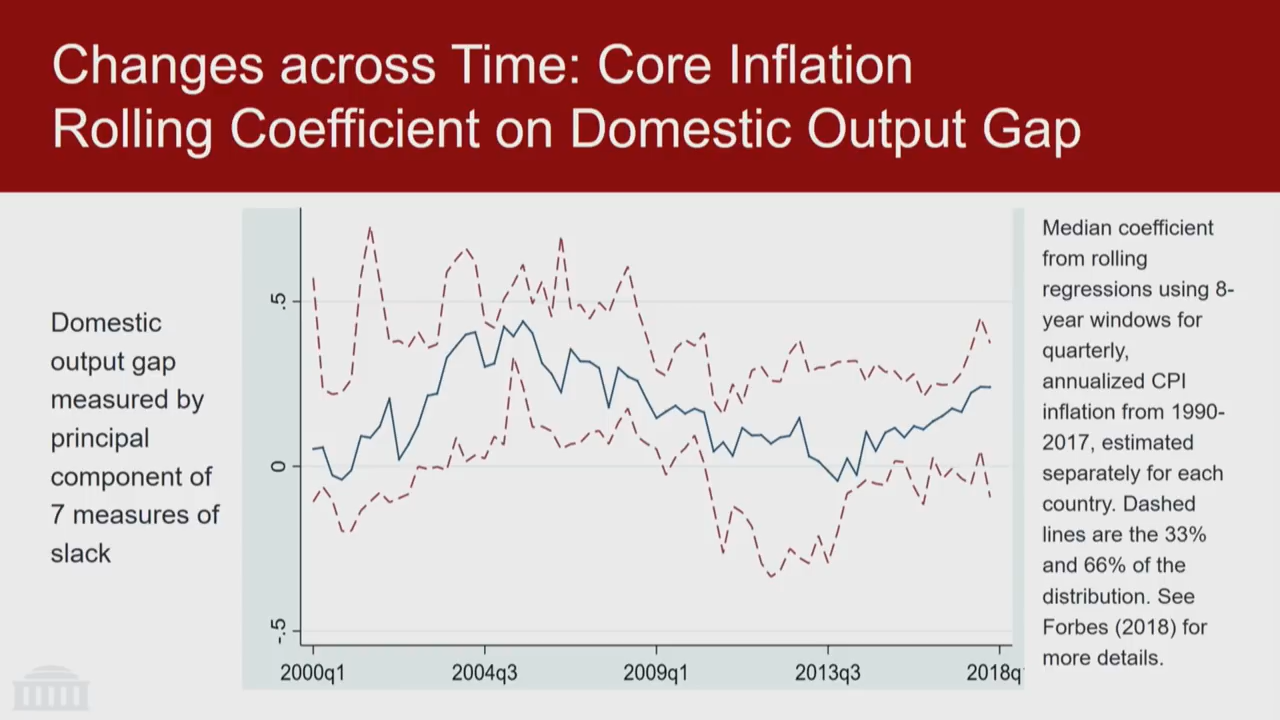 Changes across Time: Core Inflation
Rolling Coefficient on Domestic Output Gap
Domestic
output gap
measured by
principal
component of
7 measures of
slack
.5
0
-.5
2000q1
2004q3
2009q1
2013q3
2018q
Median coefficient
from rolling
regressions using 8-
year windows for
quarterly,
annualized CPI
inflation from 1990-
2017, estimated
separately for each
country. Dashed
lines are the 33%
and 66% of the
distribution. See
Forbes (2018) for
more details.